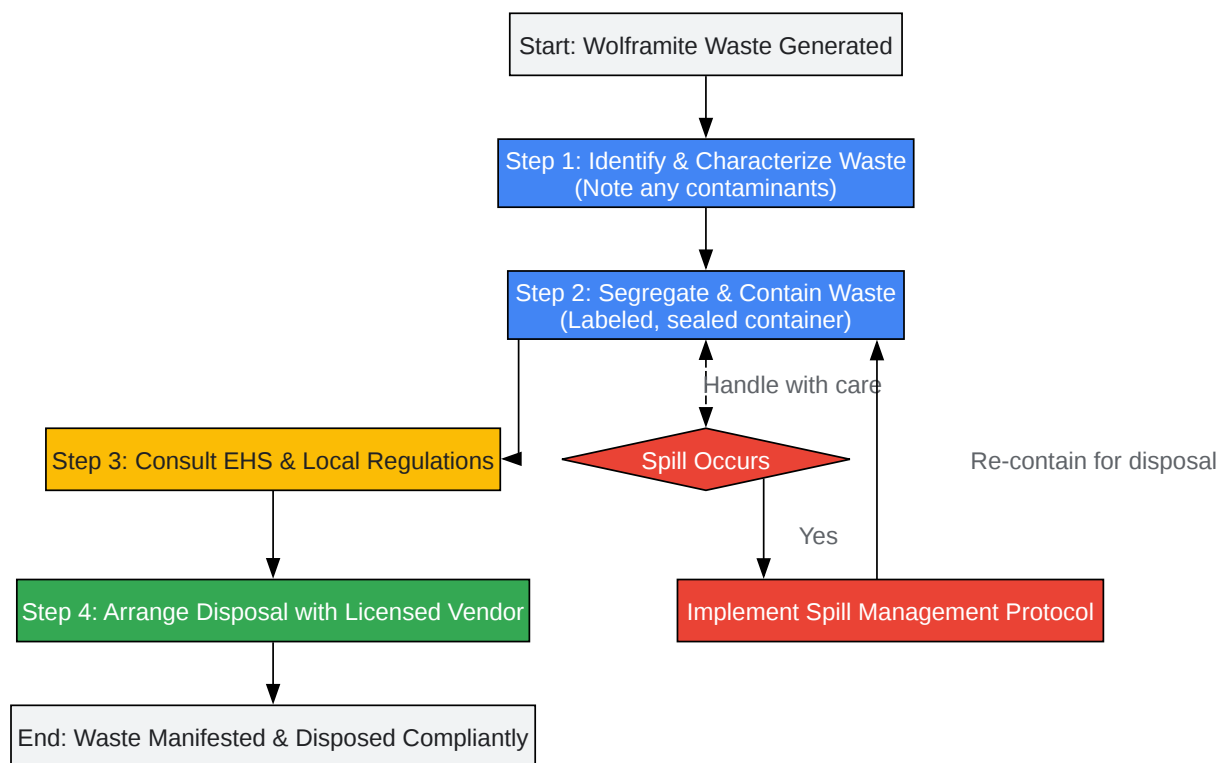 Start: Wolframite Waste Generated
Step 1: Identify & Characterize Waste
(Note any contaminants)
Step 2: Segregate & Contain Waste
(Labeled, sealed container)
Handle with care
Step 3: Consult EHS & Local Regulations
Spill Occurs
Re-contain for disposal
Yes
Step 4: Arrange Disposal with Licensed Vendor
Implement Spill Management Protocol
End: Waste Manifested & Disposed Compliantly